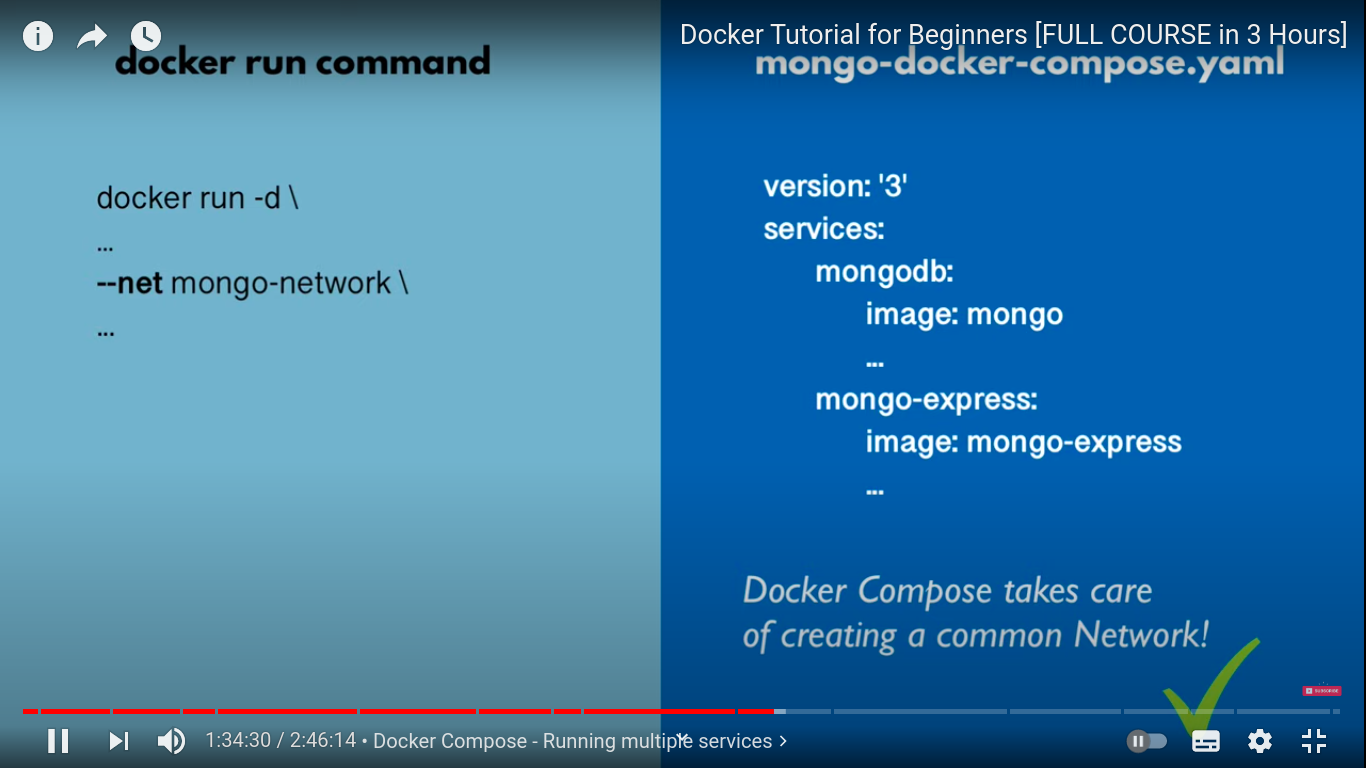 Docker Tutorial for Beginners [FULL COURSE in 3 Hours]
docker run command
docker run -d \
...
--net mongo-network \
...
mongo-docker-compose.yaml
version: '3'
services:
mongodb:
image: mongo
...
mongo-express:
image: mongo-express
...
Docker Compose takes care
of creating a common Network!
SUBSCRIBE
1:34:30 / 2:46:14 • Docker Compose - Running multiple services >